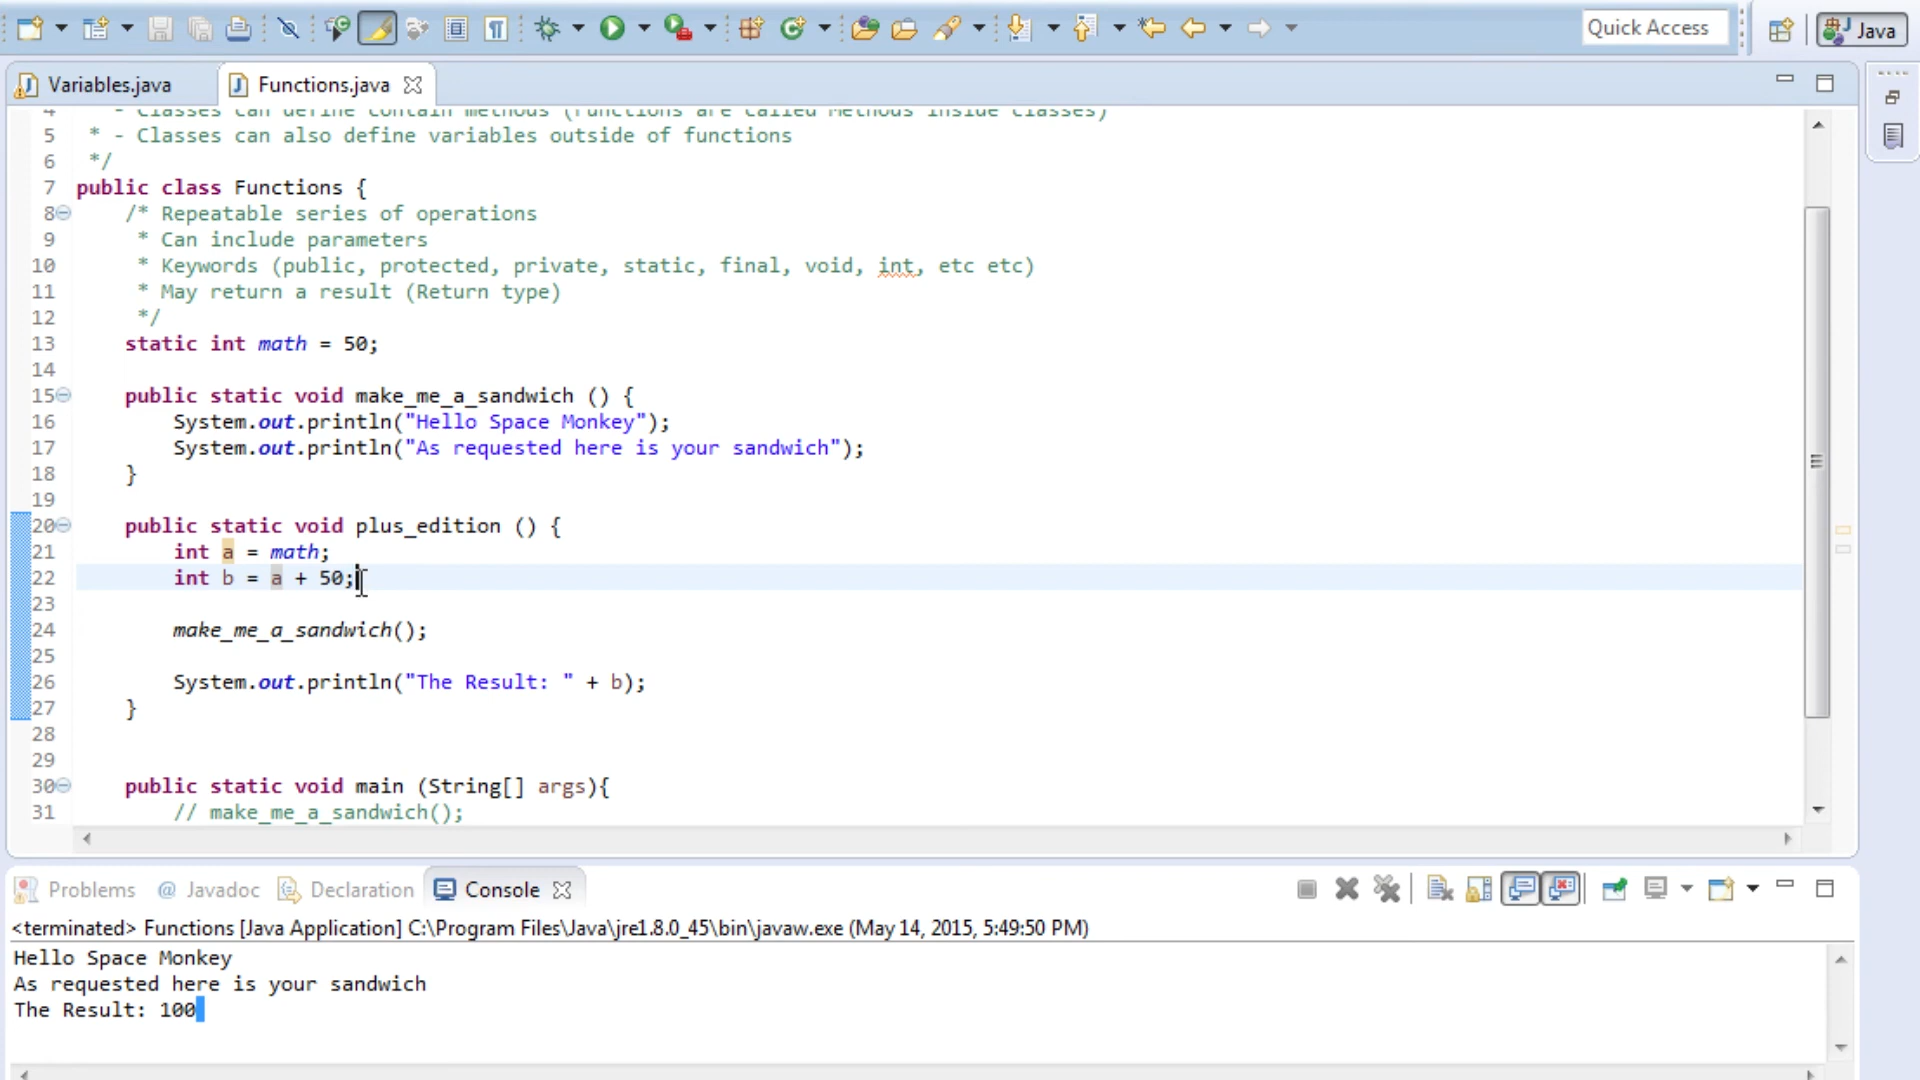 Quick Access
Java
Variables.java
Functions.java
4 - Classes can define contain methods (Functions are called Methods inside classes)
5 * - Classes can also define variables outside of functions
6 */
7 public class Functions {
8 /* Repeatable series of operations
9 * Can include parameters
10 * Keywords (public, protected, private, static, final, void, int, etc etc)
11 * May return a result (Return type)
12 */
13 static int math = 50;
14
15 public static void make_me_a_sandwich () {
16 System.out.println("Hello Space Monkey");
17 System.out.println("As requested here is your sandwich");
18 }
19
20 public static void plus_edition () {
21 int a = math;
22 int b = a + 50;
23
24 make_me_a_sandwich();
25
26 System.out.println("The Result: " + b);
27 }
28
29
30 public static void main (String[] args){
31 // make_me_a_sandwich();
Problems @ Javadoc Declaration Console
<terminated> Functions [Java Application] C:\Program Files\Java\jre1.8.0_45\bin\javaw.exe (May 14, 2015, 5:49:50 PM)
Hello Space Monkey
As requested here is your sandwich
The Result: 100